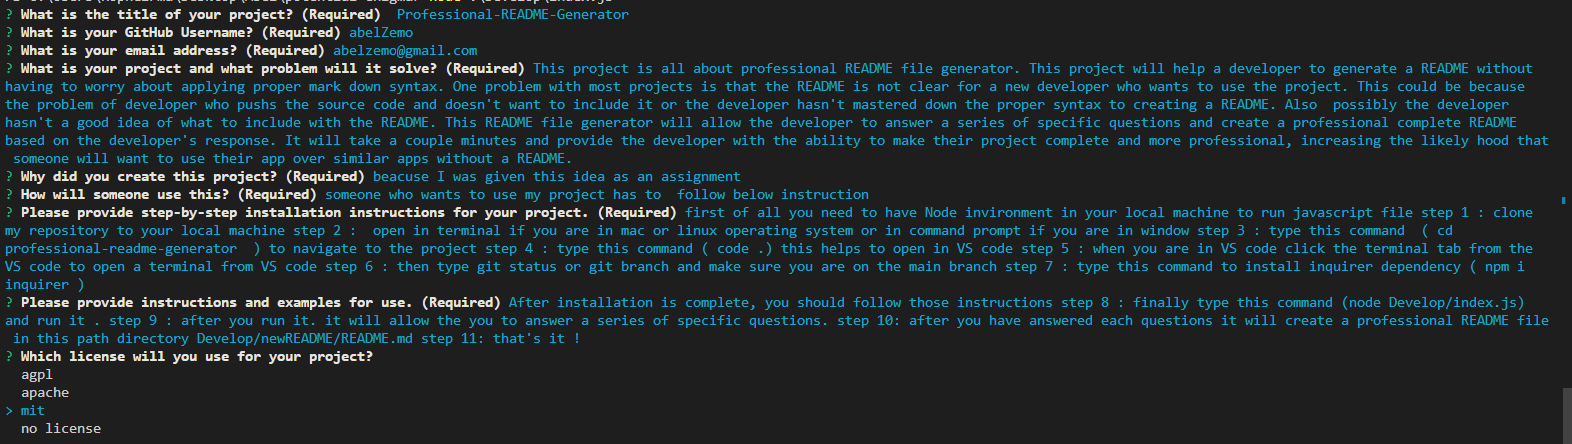 ? What is the title of your project? (Required)  Professional-README-Generator
? What is your GitHub Username? (Required) abelZemo
? What is your email address? (Required) abelzemo@gmail.com
? What is your project and what problem will it solve? (Required) This project is all about professional README file generator. This project will help a developer to generate a README without
having to worry about applying proper mark down syntax. One problem with most projects is that the README is not clear for a new developer who wants to use the project. This could be because
the problem of developer who pushs the source code and doesn't want to include it or the developer hasn't mastered down the proper syntax to creating a README. Also  possibly the developer
hasn't a good idea of what to include with the README. This README file generator will allow the developer to answer a series of specific questions and create a professional complete README
based on the developer's response. It will take a couple minutes and provide the developer with the ability to make their project complete and more professional, increasing the likely hood that
 someone will want to use their app over similar apps without a README.
? Why did you create this project? (Required) beacuse I was given this idea as an assignment
? How will someone use this? (Required) someone who wants to use my project has to  follow below instruction
? Please provide step-by-step installation instructions for your project. (Required) first of all you need to have Node invironment in your local machine to run javascript file step 1 : clone
my repository to your local machine step 2 :  open in terminal if you are in mac or linux operating system or in command prompt if you are in window step 3 : type this command  ( cd
professional-readme-generator  ) to navigate to the project step 4 : type this command ( code .) this helps to open in VS code step 5 : when you are in VS code click the terminal tab from the
VS code to open a terminal from VS code step 6 : then type git status or git branch and make sure you are on the main branch step 7 : type this command to install inquirer dependency ( npm i
inquirer )
? Please provide instructions and examples for use. (Required) After installation is complete, you should follow those instructions step 8 : finally type this command (node Develop/index.js)
and run it . step 9 : after you run it. it will allow the you to answer a series of specific questions. step 10: after you have answered each questions it will create a professional README file
 in this path directory Develop/newREADME/README.md step 11: that's it !
? Which license will you use for your project?
  agpl
  apache
> mit
  no license